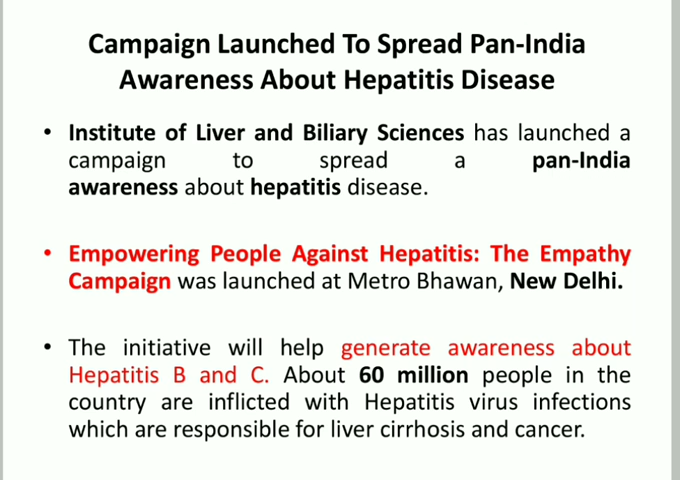 Campaign Launched To Spread Pan-India
Awareness About Hepatitis Disease
• Institute of Liver and Biliary Sciences has launched a
campaign to spread a pan-India
awareness about hepatitis disease.
• Empowering People Against Hepatitis: The Empathy
Campaign was launched at Metro Bhawan, New Delhi.
• The initiative will help generate awareness about
Hepatitis B and C. About 60 million people in the
country are inflicted with Hepatitis virus infections
which are responsible for liver cirrhosis and cancer.